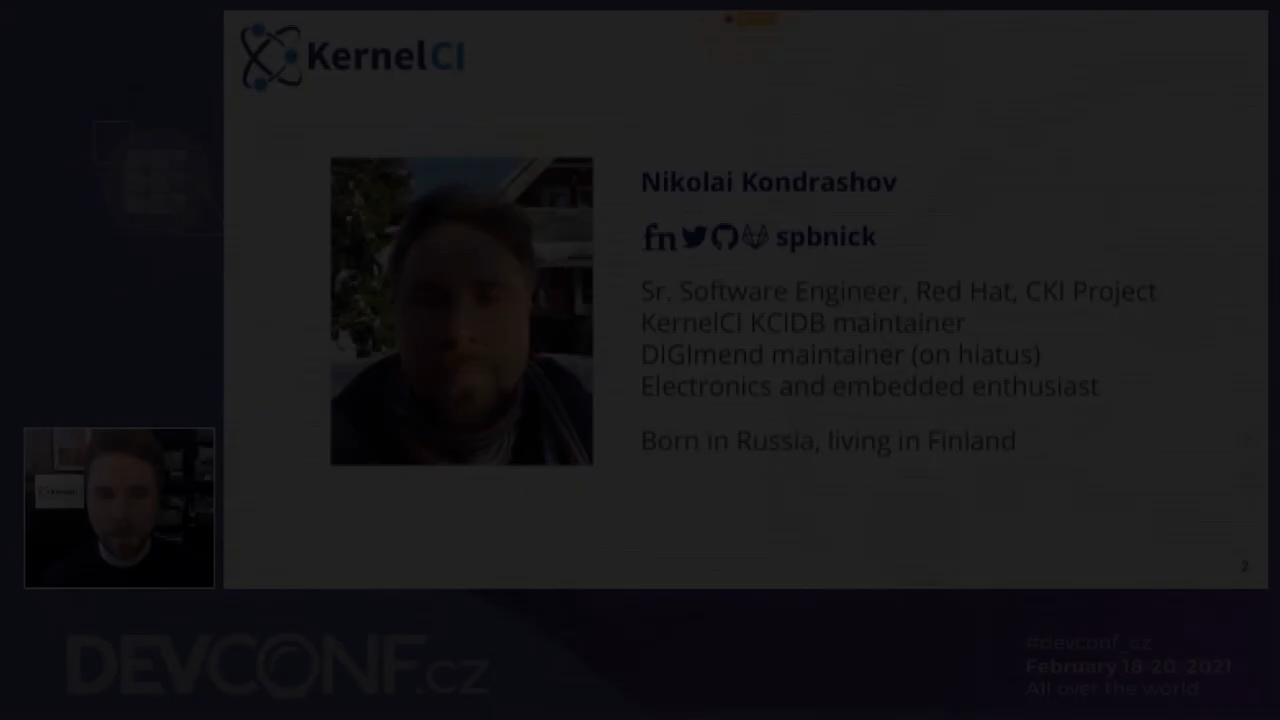 KernelCI
Nikolai Kondrashov
fn spbnick
Sr. Software Engineer, Red Hat, CKI Project
KernelCI KCIDB maintainer
DIGImend maintainer (on hiatus)
Electronics and embedded enthusiast
Born in Russia, living in Finland
2
DEVCONF.CZ
#devconf_cz
February 18-20, 2021
All over the world